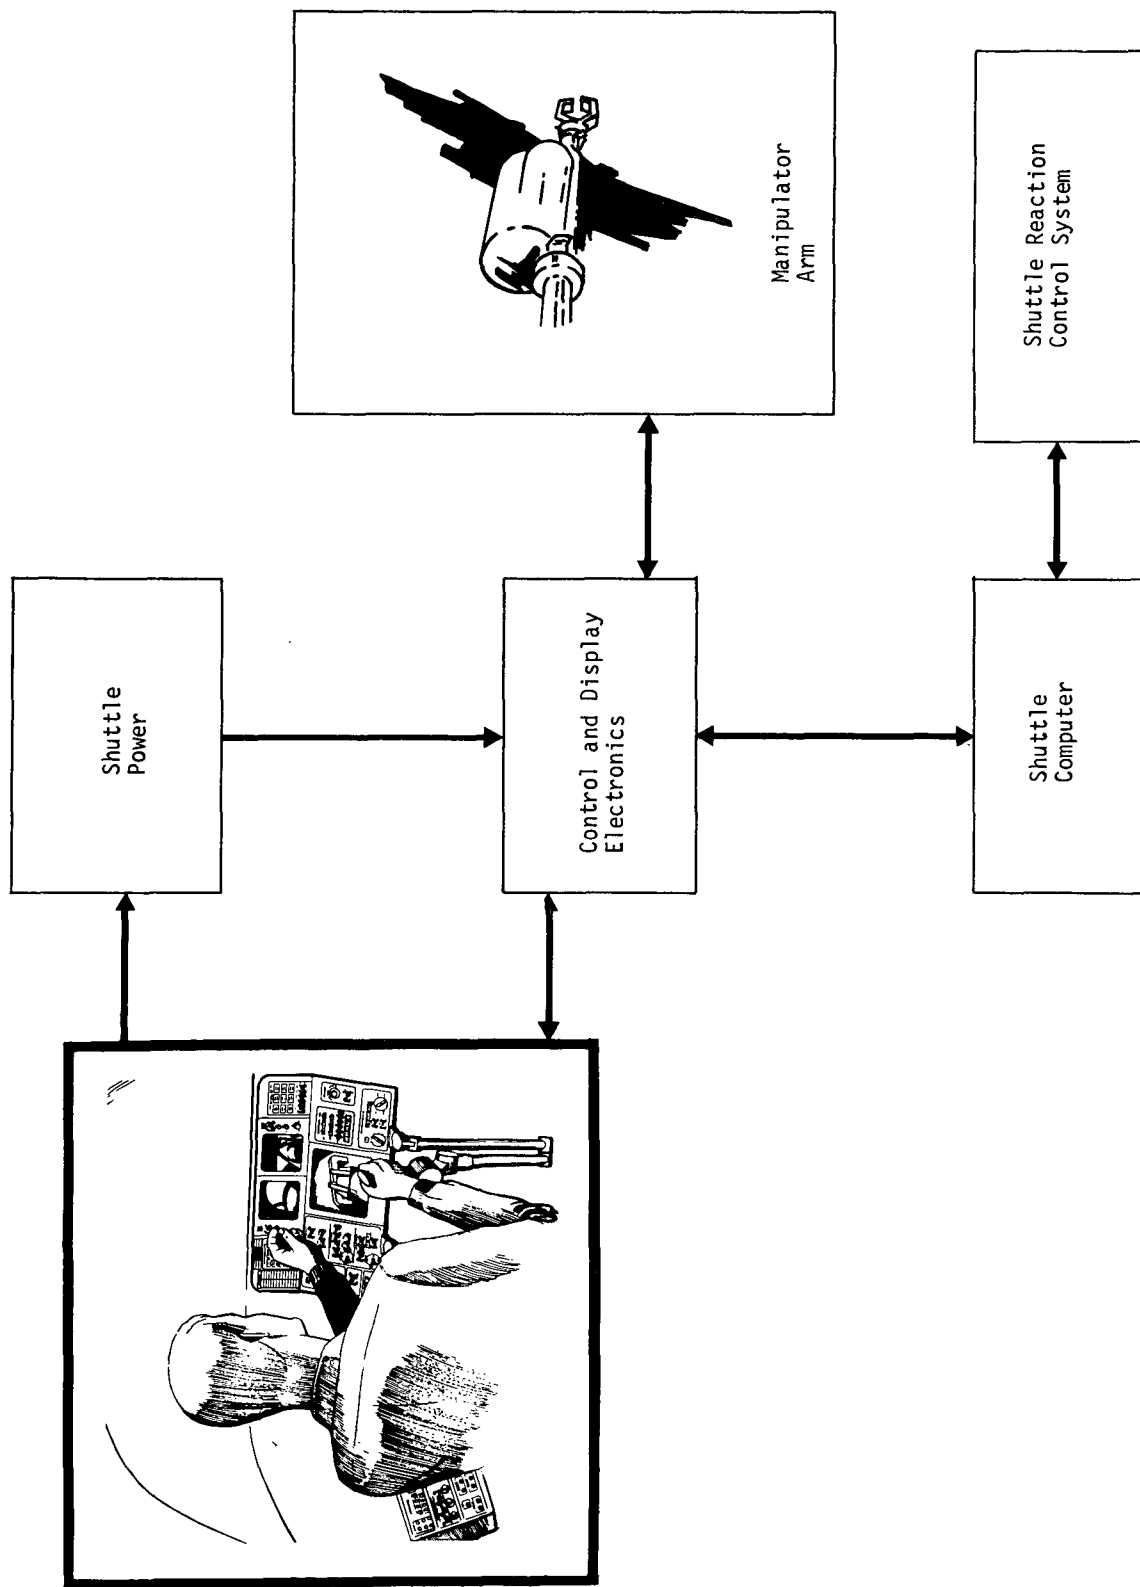 Shuttle
Power
Control and Display
Electronics
Manipulator
Arm
Shuttle
Computer
Shuttle Reaction
Control System